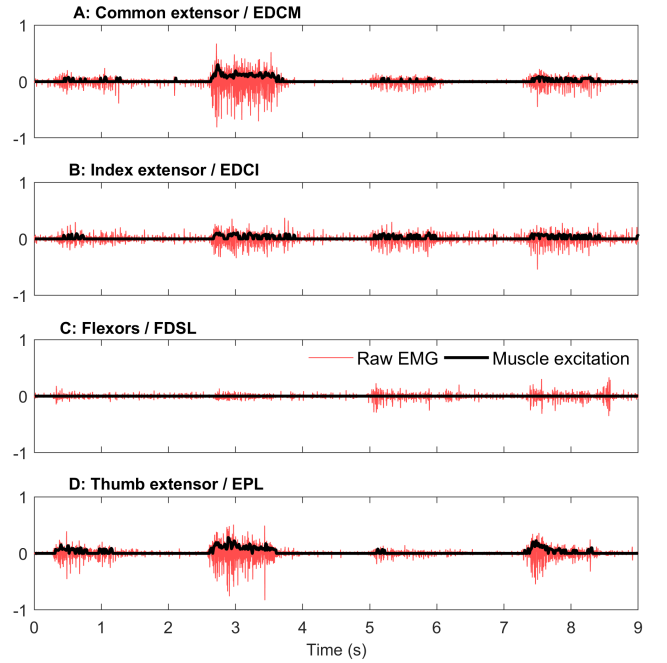 A: Common extensor / EDCM
1
0
-1
B: Index extensor / EDCI
1
0
-1
C: Flexors / FDSL
1
Raw EMG Muscle excitation
0
-1
D: Thumb extensor / EPL
1
0
-1
0 1 2 3 4 5 6 7 8 9
Time (s)